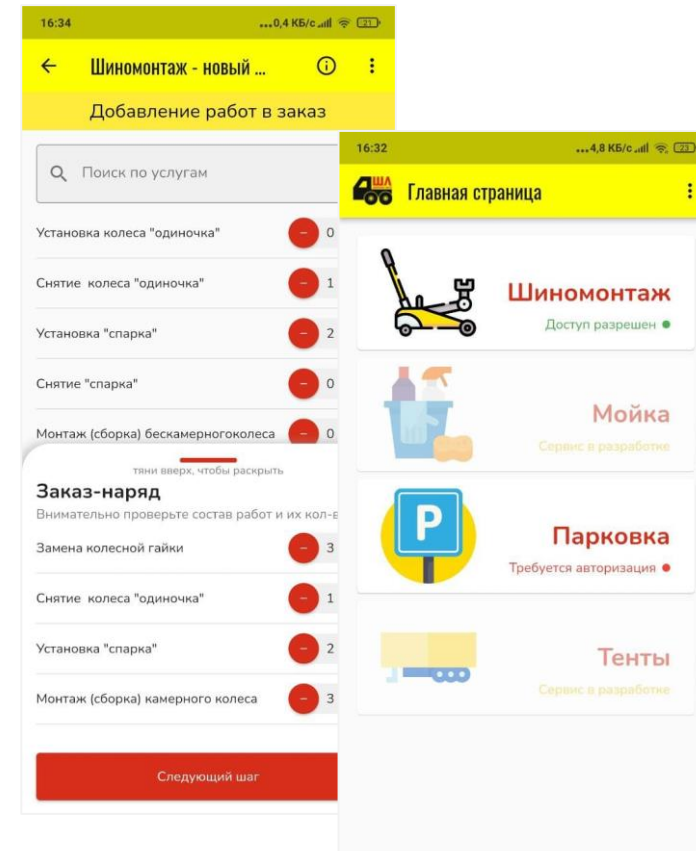 16:34
...0,4 КБ/с 21
Шиномонтаж - новый ...
Добавление работ в заказ
Поиск по услугам
Установка колеса "одиночка" - 0
Снятие колеса "одиночка" - 1
Установка "спарка" - 2
Снятие "спарка" - 0
Монтаж (сборка) бескамерногоколеса - 0
тяни вверх, чтобы раскрыть
Заказ-наряд
Внимательно проверьте состав работ и их кол-в
Замена колесной гайки - 3
Снятие колеса "одиночка" - 1
Установка "спарка" - 2
Монтаж (сборка) камерного колеса - 3
Следующий шаг
16:32
...4,8 КБ/с
ША
Главная страница
Шиномонтаж
Доступ разрешен
Мойка
Сервис в разработке
P
Парковка
Требуется авторизация
Тенты
Сервис в разработке